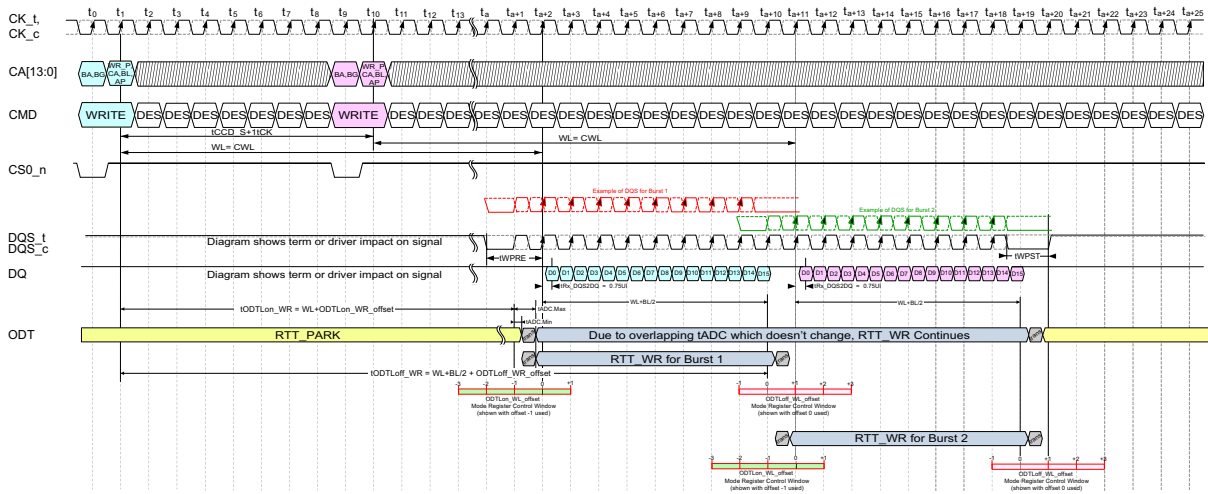 t0 t1 t2 t3 t4 t5 t6 t7 t8 t9 t10 t11 t12 t13 ta ta+1 ta+2 ta+3 ta+4 ta+5 ta+6 ta+7 ta+8 ta+9 ta+10 ta+11 ta+12 ta+13 ta+14 ta+15 ta+16 ta+17 ta+18 ta+19 ta+20 ta+21 ta+22 ta+23 ta+24 ta+25
CK_t,
CK_c
CA[13:0]
BA,BG
WR_P
CA,BL,
AP
BA,BG
WR_P
CA,BL,
AP
CMD
WRITE DES DES DES DES DES DES DES WRITE DES DES DES DES DES DES DES DES DES DES DES DES DES DES DES DES DES DES DES DES DES DES DES DES DES DES DES DES DES
tCCD_S+1tCK
WL= CWL
WL= CWL
CS0_n
Example of DQS for Burst 1
Example of DQS for Burst 2
DQS_t
DQS_c
Diagram shows term or driver impact on signal
tWPRE
tWPST
DQ
Diagram shows term or driver impact on signal
D0 D1 D2 D3 D4 D5 D6 D7 D8 D9 D10 D11 D12 D13 D14 D15
D0 D1 D2 D3 D4 D5 D6 D7 D8 D9 D10 D11 D12 D13 D14 D15
tRx_DQS2DQ = 0.75UI
tRx_DQS2DQ = 0.75UI
WL+BL/2
WL+BL/2
tODTLon_WR = WL+ODTLon_WR_offset
tADC.Max
tADC.Min
ODT
RTT_PARK
Due to overlapping tADC which doesn't change, RTT_WR Continues
RTT_WR for Burst 1
tODTLoff_WR = WL+BL/2 + ODTLoff_WR_offset
-3 -2 -1 0 +1
ODTLon_WL_offset
Mode Register Control Window
(shown with offset -1 used)
-1 0 +1 +2 +3
ODTLoff_WL_offset
Mode Register Control Window
(shown with offset 0 used)
RTT_WR for Burst 2
-3 -2 -1 0 +1
ODTLon_WL_offset
Mode Register Control Window
(shown with offset -1 used)
-1 0 +1 +2 +3
ODTLoff_WL_offset
Mode Register Control Window
(shown with offset 0 used)